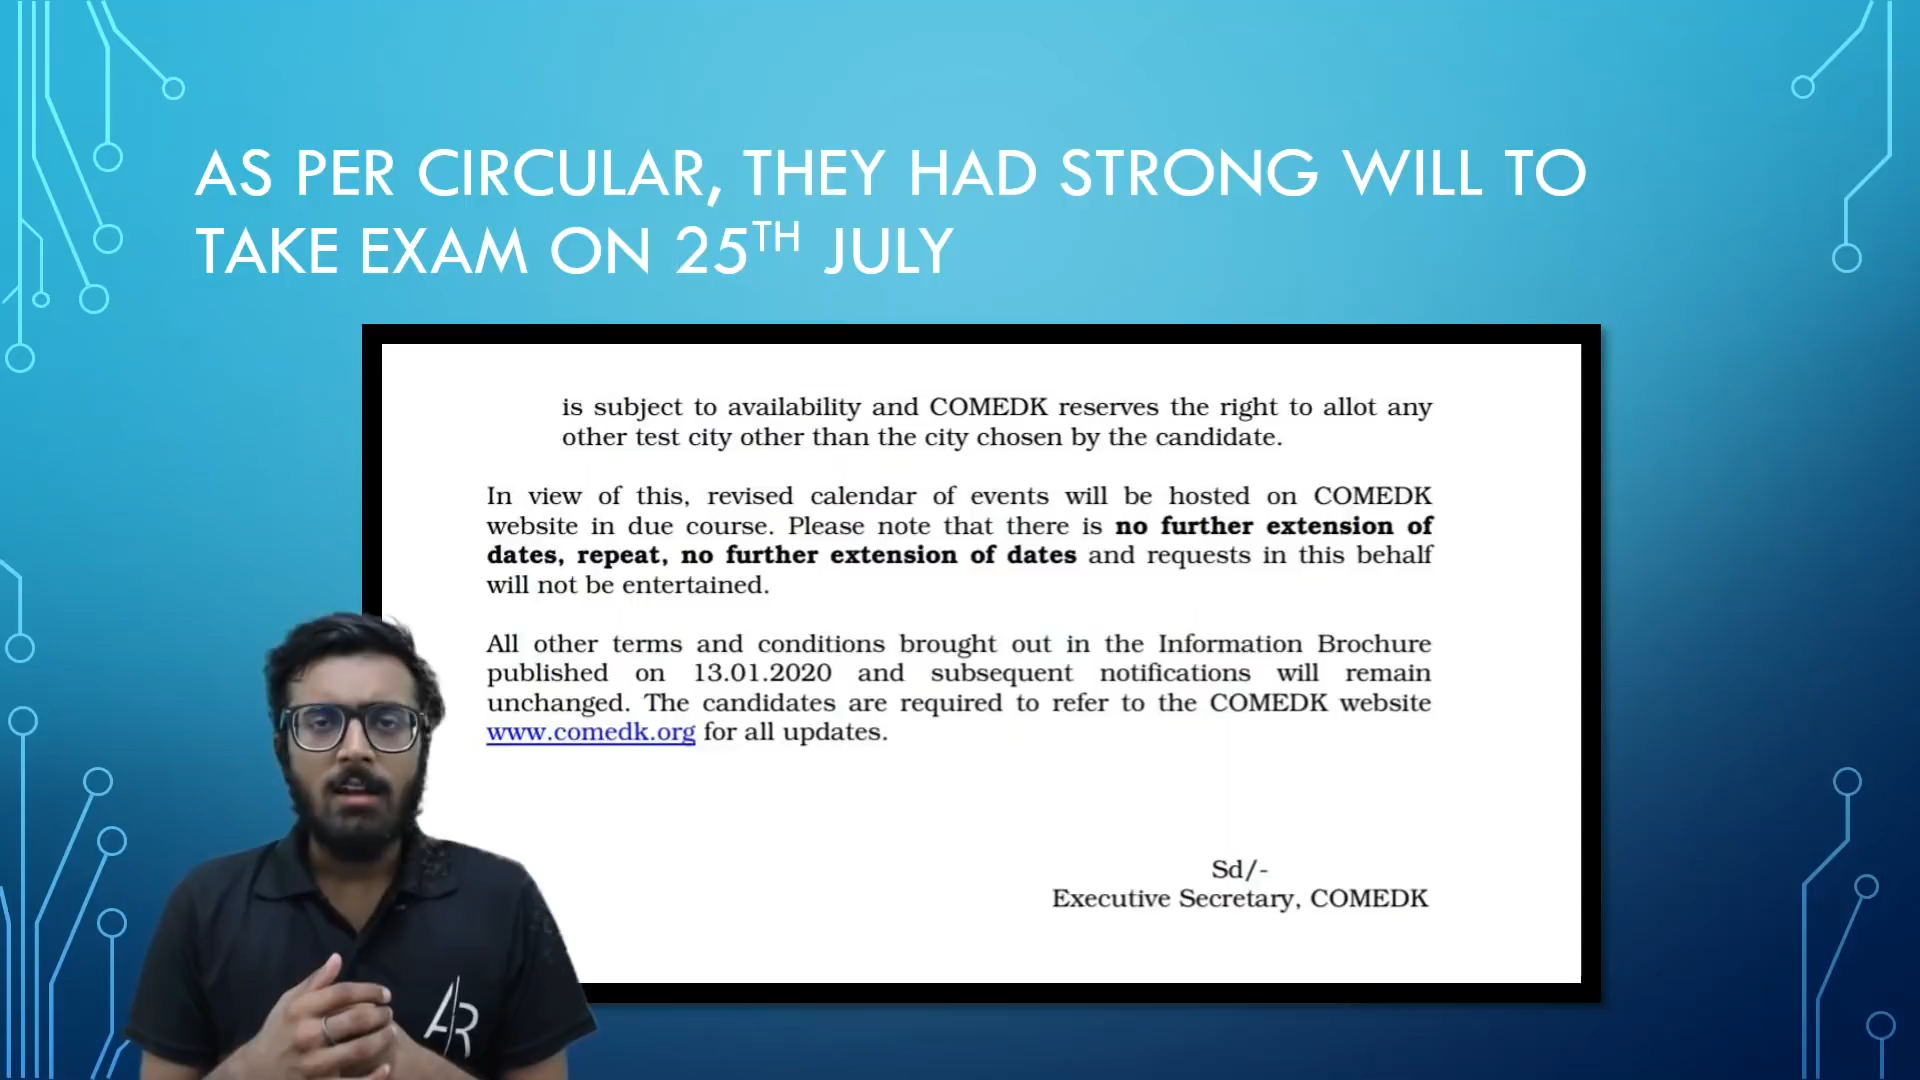 AS PER CIRCULAR, THEY HAD STRONG WILL TO
TAKE EXAM ON 25TH JULY
is subject to availability and COMEDK reserves the right to allot any
other test city other than the city chosen by the candidate.
In view of this, revised calendar of events will be hosted on COMEDK
website in due course. Please note that there is no further extension of
dates, repeat, no further extension of dates and requests in this behalf
will not be entertained.
All other terms and conditions brought out in the Information Brochure
published on 13.01.2020 and subsequent notifications will remain
unchanged. The candidates are required to refer to the COMEDK website
www.comedk.org for all updates.
Sd/-
Executive Secretary, COMEDK
AR